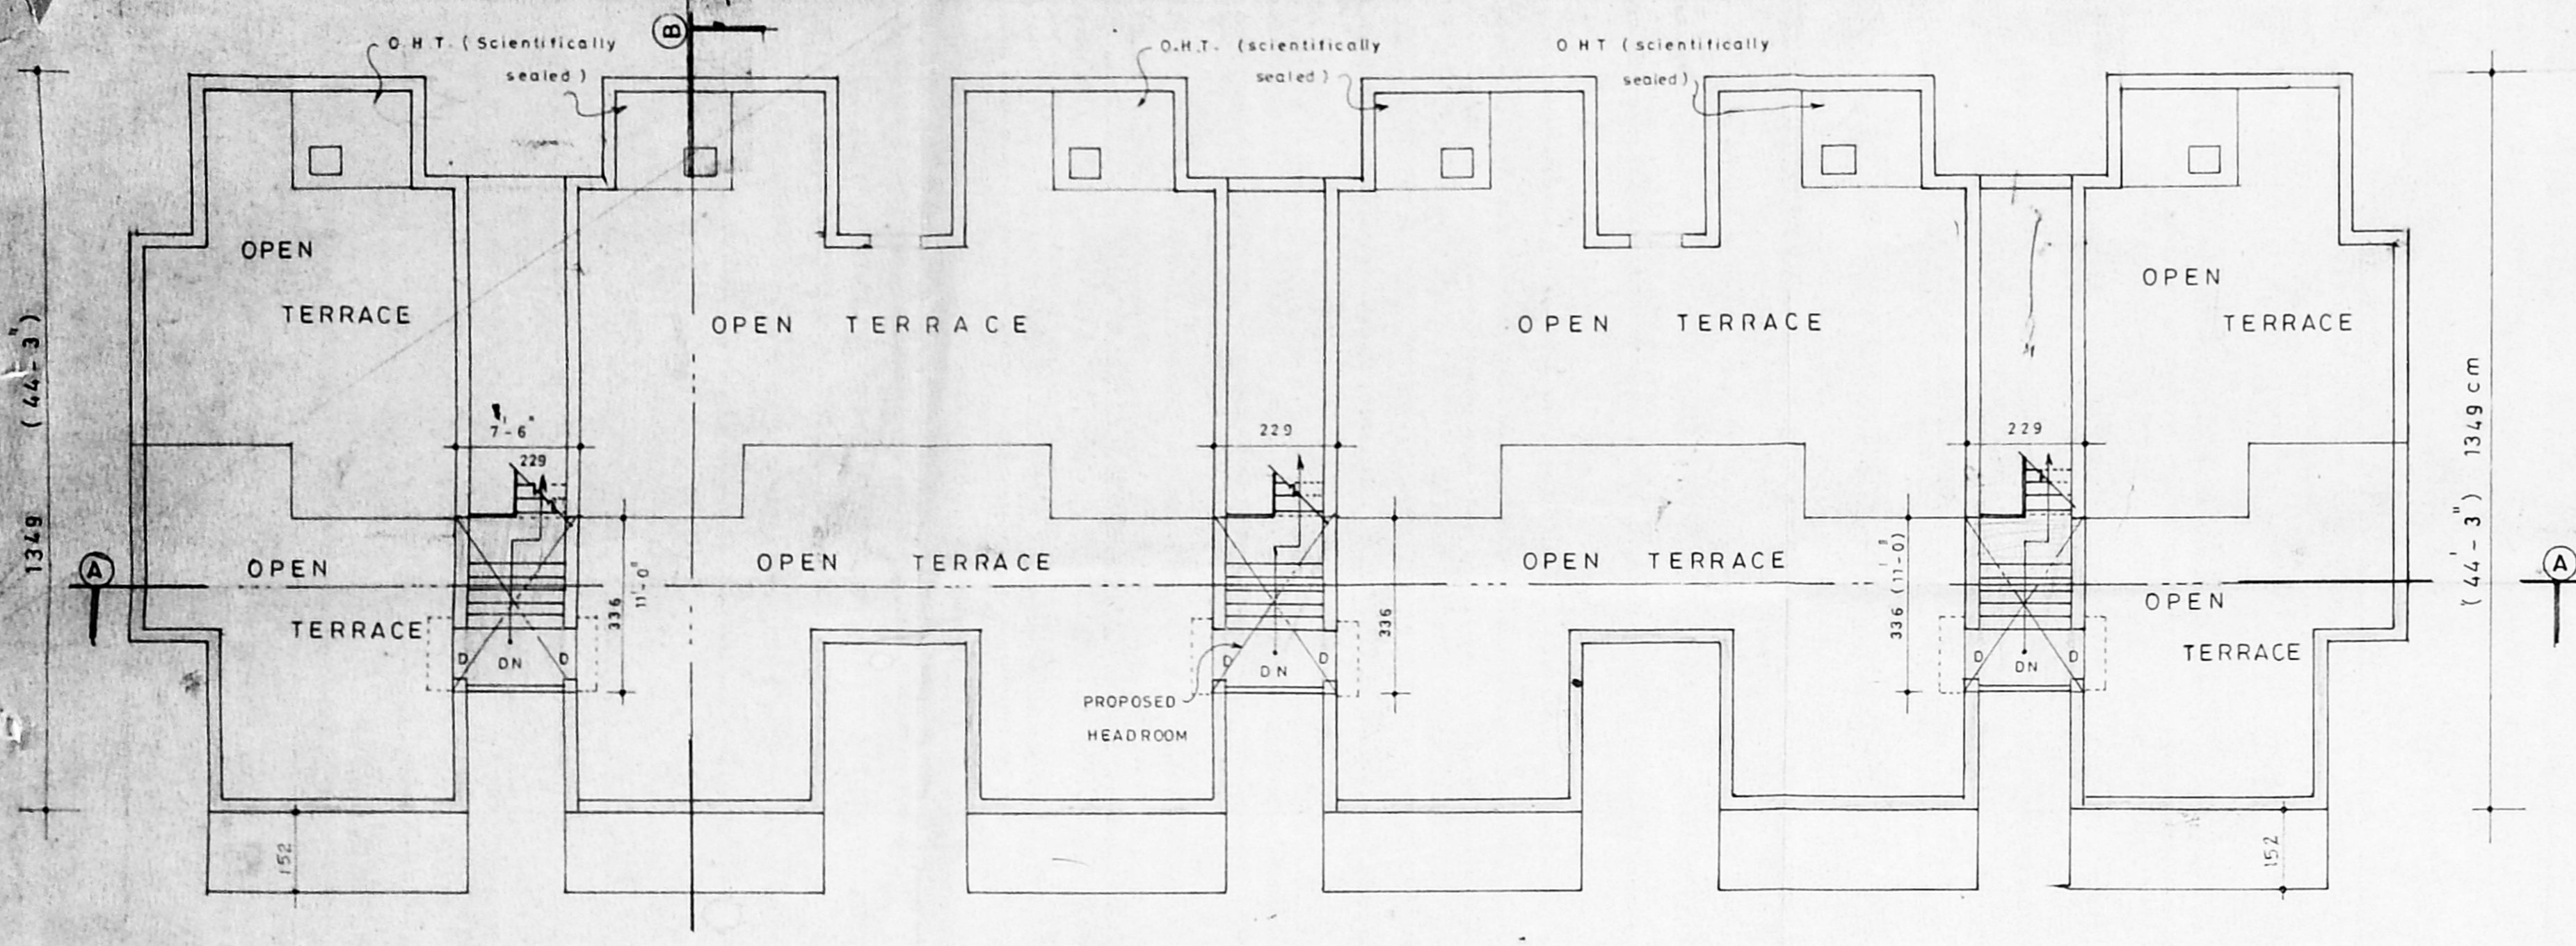 O.H.T. (Scientifically
sealed)
B
O.H.T. (scientifically
sealed)
O H T (scientifically
sealed)
OPEN
TERRACE
OPEN TERRACE
OPEN TERRACE
OPEN
TERRACE
1349 (44'-3")
(44'-3") 1349 cm
7'-6"
229
229
229
A
OPEN
TERRACE
336
11'-0"
OPEN TERRACE
336
OPEN TERRACE
336 (11'-0")
OPEN
TERRACE
A
D
DN
D
D
DN
D
D
DN
D
PROPOSED
HEADROOM
152
152